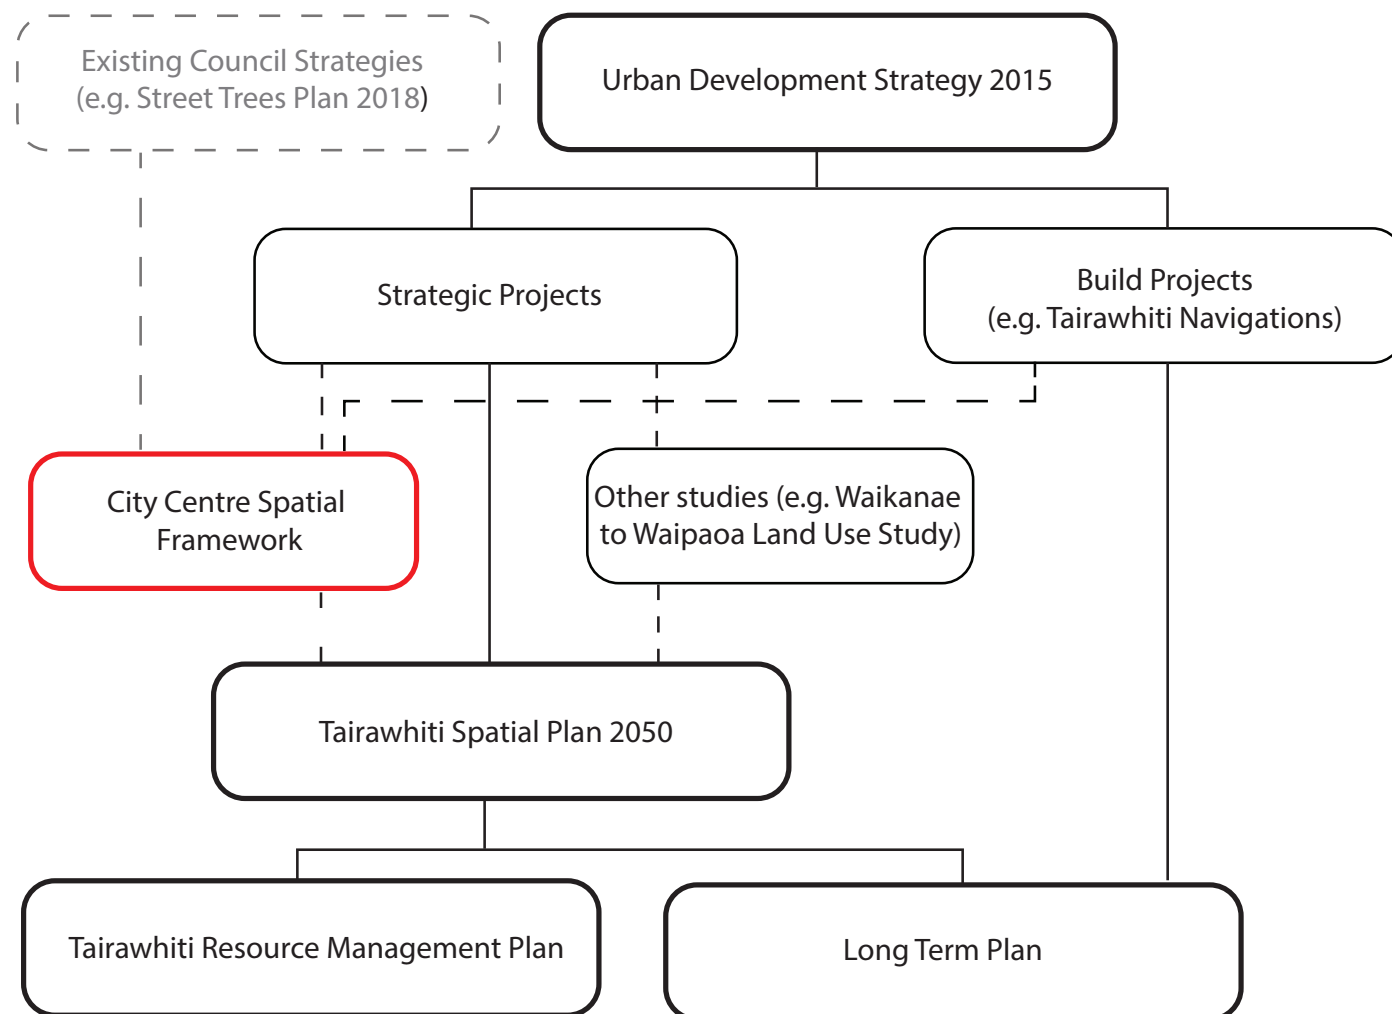 Existing Council Strategies
(e.g. Street Trees Plan 2018)
Urban Development Strategy 2015
Strategic Projects
Build Projects
(e.g. Tairawhiti Navigations)
City Centre Spatial
Framework
Other studies (e.g. Waikanae
to Waipaoa Land Use Study)
Tairawhiti Spatial Plan 2050
Tairawhiti Resource Management Plan
Long Term Plan